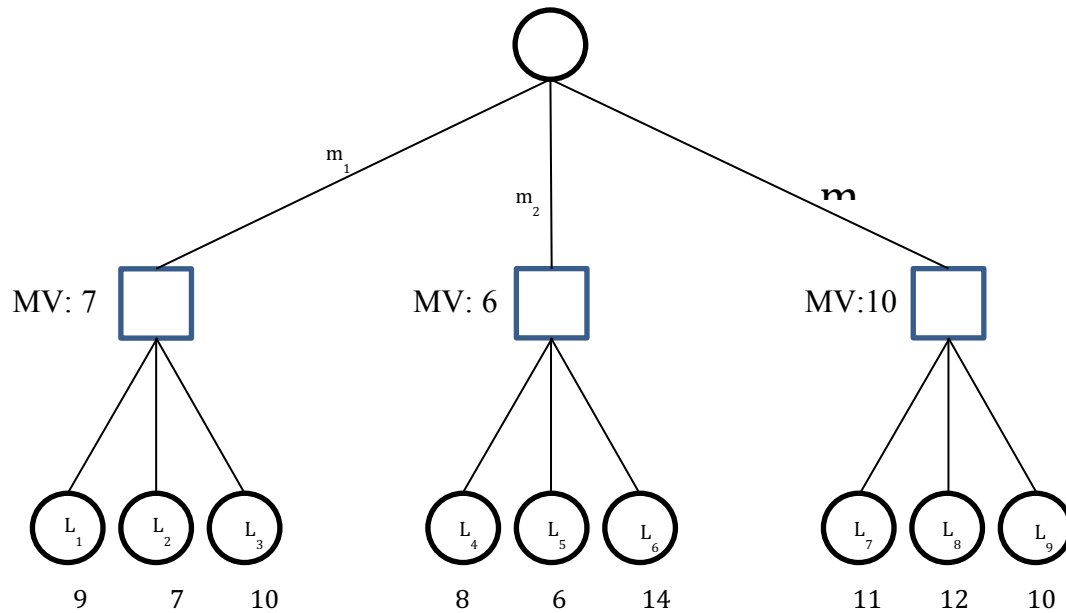 m₁
m₂
m
MV: 7 MV: 6 MV:10
L₁ L₂ L₃ L₄ L₅ L₆ L₇ L₈ L₉
9 7 10 8 6 14 11 12 10